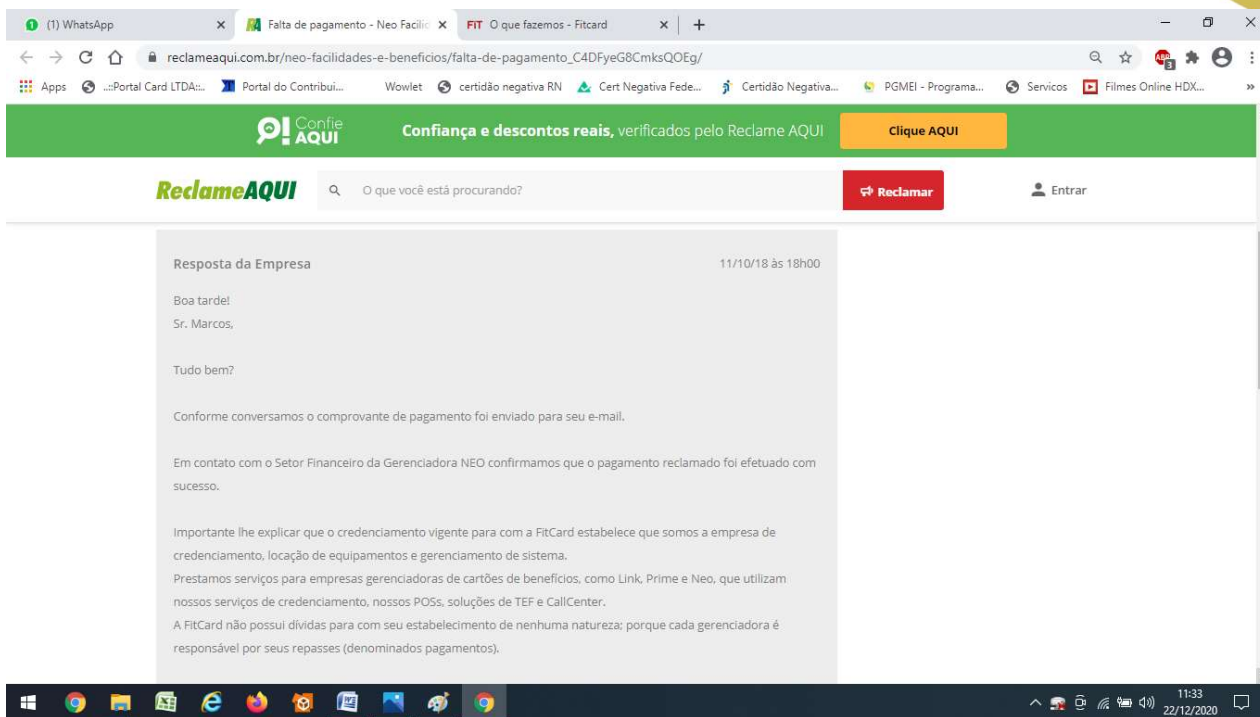 (1) WhatsApp
Falta de pagamento - Neo Facilic
FIT O que fazemos - Fitcard
reclameaqui.com.br/neo-facilidades-e-beneficios/falta-de-pagamento_C4DFyeG8CmksQOEg/
Apps ..::Portal Card LTDA::.. Portal do Contribui... Wowlet certidão negativa RN Cert Negativa Fede... Certidão Negativa... PGMEI - Programa... Servicos Filmes Online HDX... »
Confie AQUI
Confiança e descontos reais, verificados pelo Reclame AQUI
Clique AQUI
ReclameAQUI
O que você está procurando?
Reclamar
Entrar
Resposta da Empresa 11/10/18 às 18h00
Boa tarde!
Sr. Marcos,
Tudo bem?
Conforme conversamos o comprovante de pagamento foi enviado para seu e-mail.
Em contato com o Setor Financeiro da Gerenciadora NEO confirmamos que o pagamento reclamado foi efetuado com
sucesso.
Importante lhe explicar que o credenciamento vigente para com a FitCard estabelece que somos a empresa de
credenciamento, locação de equipamentos e gerenciamento de sistema.
Prestamos serviços para empresas gerenciadoras de cartões de benefícios, como Link, Prime e Neo, que utilizam
nossos serviços de credenciamento, nossos POSs, soluções de TEF e CallCenter.
A FitCard não possui dívidas para com seu estabelecimento de nenhuma natureza; porque cada gerenciadora é
responsável por seus repasses (denominados pagamentos).
11:33
22/12/2020